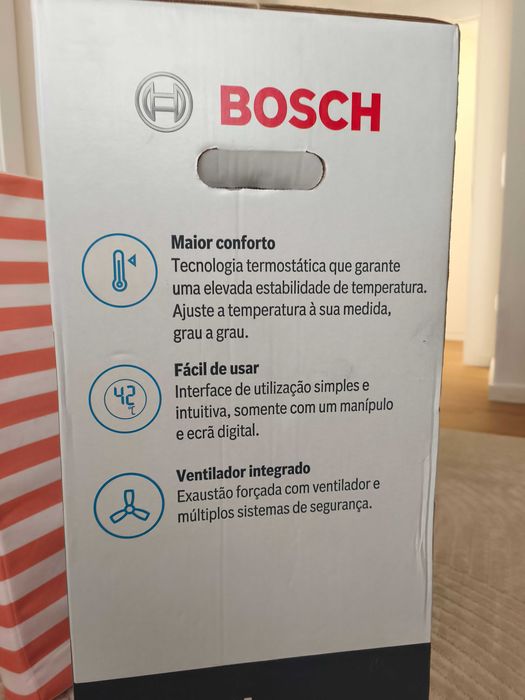 BOSCH
Maior conforto
Tecnologia termostática que garante
uma elevada estabilidade de temperatura.
Ajuste a temperatura à sua medida,
grau a grau.
Fácil de usar
42
°C
Interface de utilização simples e
intuitiva, somente com um manípulo
e ecrã digital.
Ventilador integrado
Exaustão forçada com ventilador e
múltiplos sistemas de segurança.